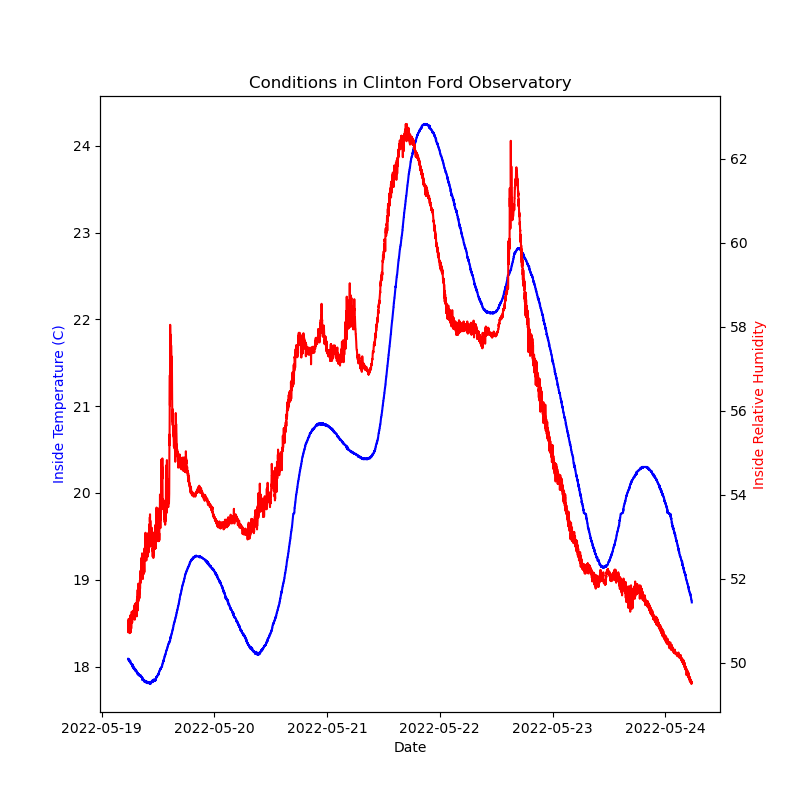 Conditions in Clinton Ford Observatory
Inside Temperature (C)
24
23
22
21
20
19
18
62
60
58
56
54
52
50
Inside Relative Humidity
2022-05-19 2022-05-20 2022-05-21 2022-05-22 2022-05-23 2022-05-24
Date